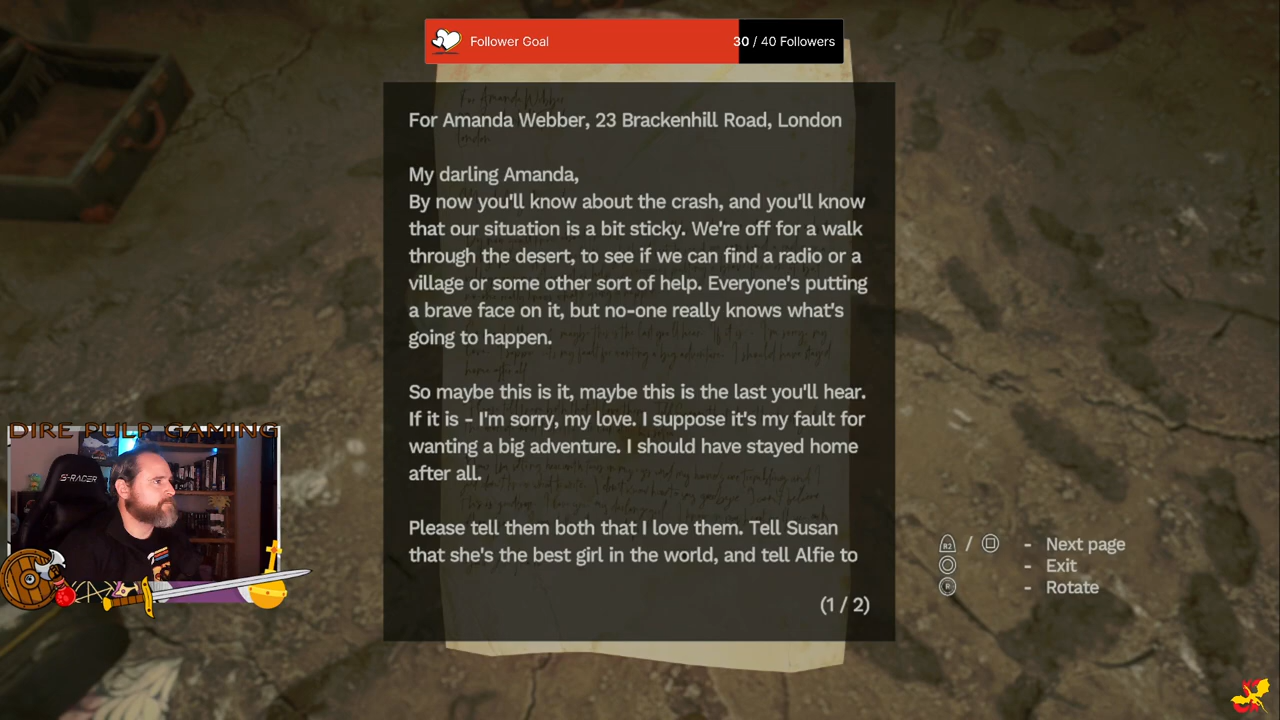 Follower Goal
30 / 40 Followers
For Amanda Webber, 23 Brackenhill Road, London
My darling Amanda,
By now you'll know about the crash, and you'll know
that our situation is a bit sticky. We're off for a walk
through the desert, to see if we can find a radio or a
village or some other sort of help. Everyone's putting
a brave face on it, but no-one really knows what's
going to happen.
So maybe this is it, maybe this is the last you'll hear.
If it is - I'm sorry, my love. I suppose it's my fault for
wanting a big adventure. I should have stayed home
after all.
Please tell them both that I love them. Tell Susan
that she's the best girl in the world, and tell Alfie to
(1 / 2)
DIRE PULP GAMING
S-RACER
R2 / - Next page
- Exit
R - Rotate